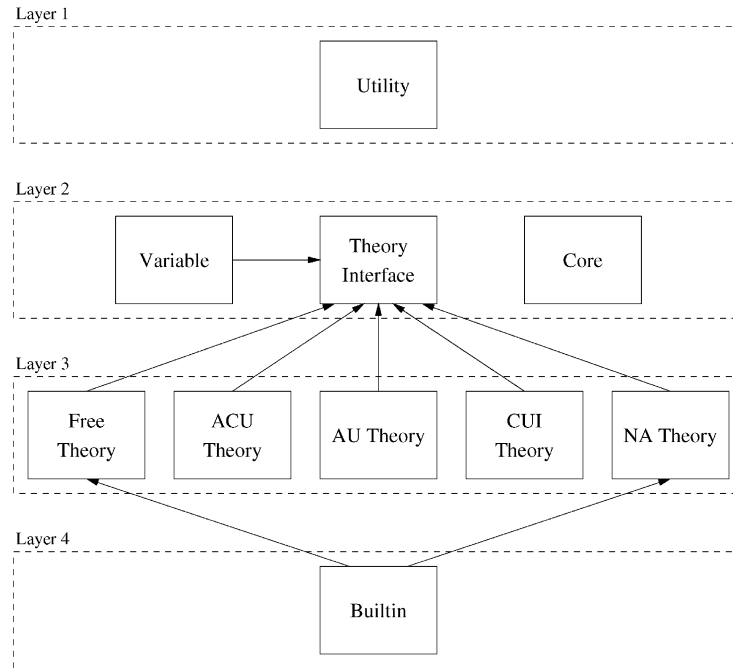 Layer 1
Utility
Layer 2
Variable
Theory
Interface
Core
Layer 3
Free
Theory
ACU
Theory
AU Theory
CUI
Theory
NA Theory
Layer 4
Builtin